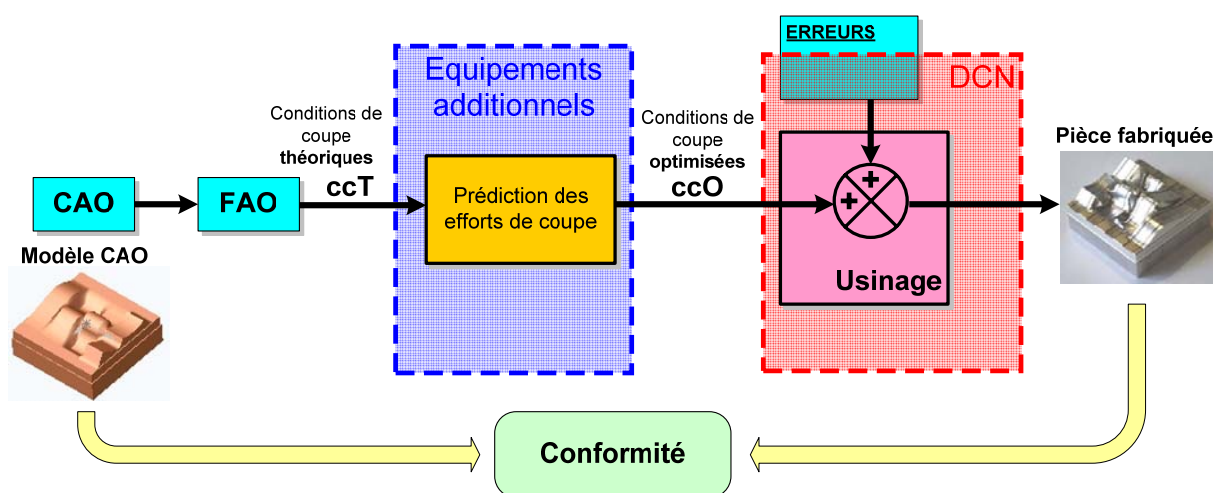 ERREURS
Equipements
additionnels
DCN
Conditions de
coupe
théoriques
ccT
Conditions de
coupe
optimisées
ccO
Pièce fabriquée
CAO
FAO
Prédiction des
efforts de coupe
+
+
Usinage
Modèle CAO
Conformité